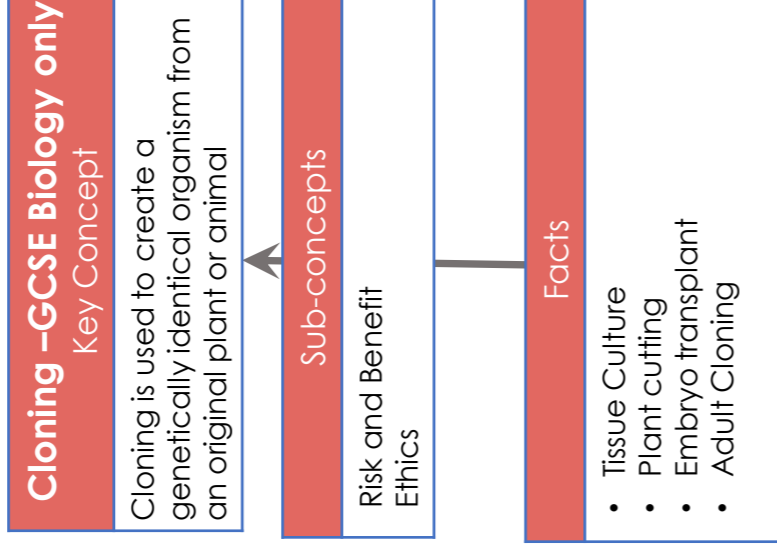 Cloning –GCSE Biology only
Key Concept
Cloning is used to create a
genetically identical organism from
an original plant or animal
Sub-concepts
Risk and Benefit
Ethics
Facts
• Tissue Culture
• Plant cutting
• Embryo transplant
• Adult Cloning